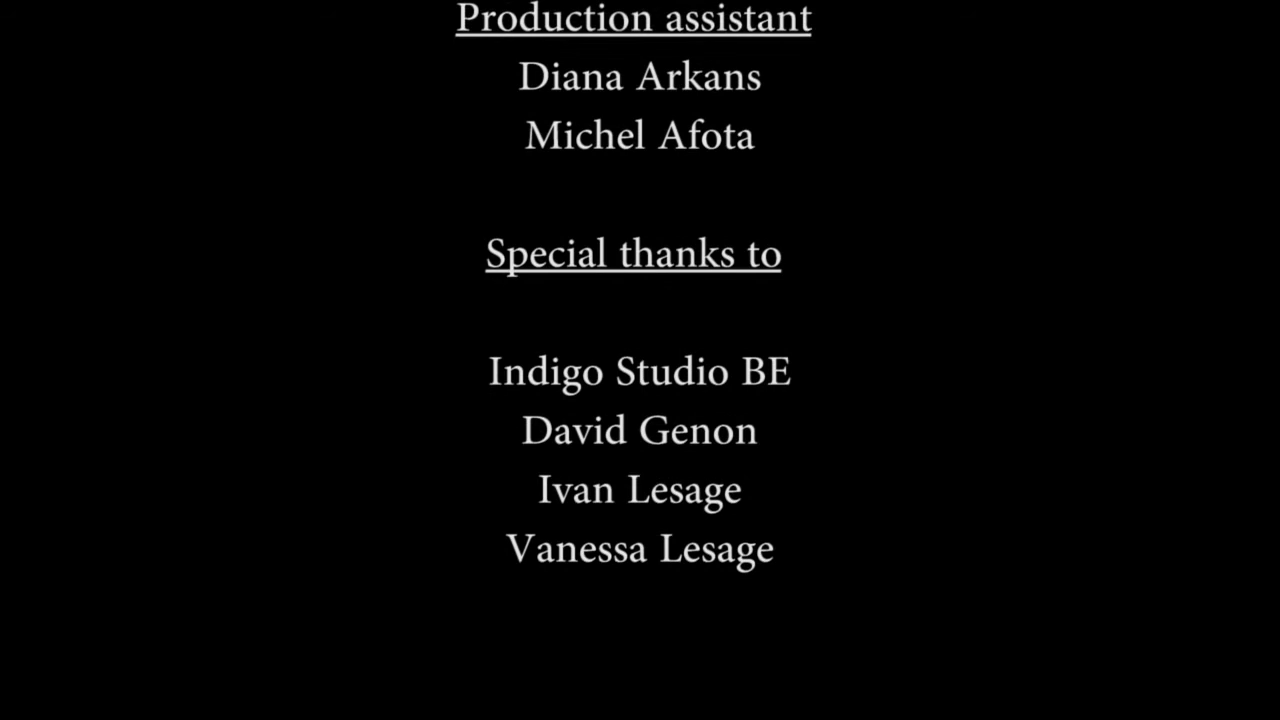 Production assistant
Diana Arkans
Michel Afota
Special thanks to
Indigo Studio BE
David Genon
Ivan Lesage
Vanessa Lesage